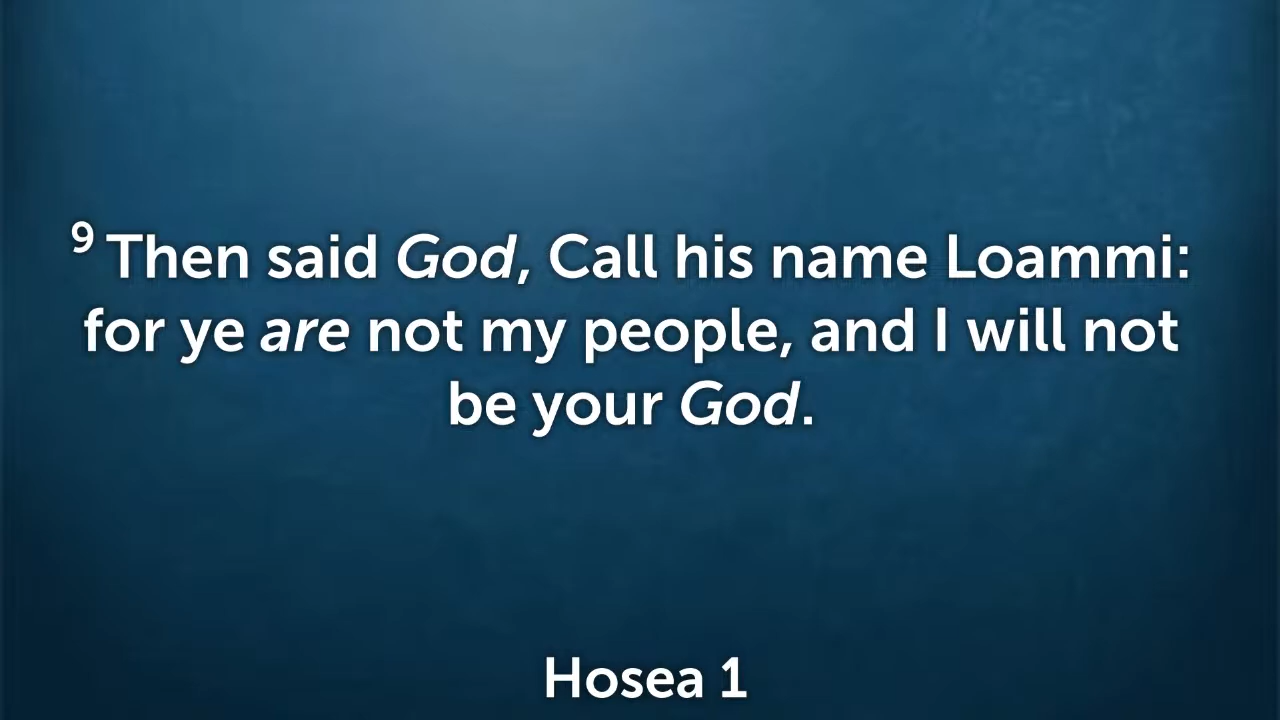 9 Then said God, Call his name Loammi:
for ye are not my people, and I will not
be your God.
Hosea 1